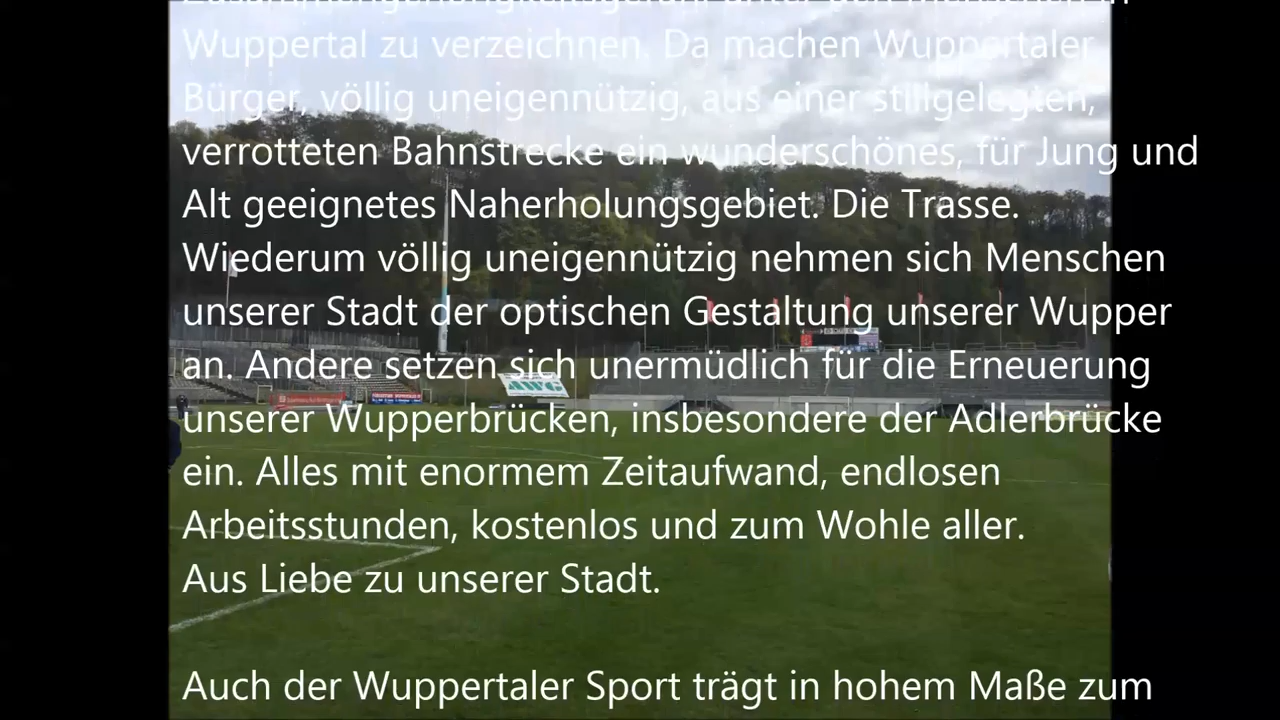 Wuppertal zu verzeichnen. Da machen Wuppertaler
Bürger, völlig uneigennützig, aus einer stillgelegten,
verrotteten Bahnstrecke ein wunderschönes, für Jung und
Alt geeignetes Naherholungsgebiet. Die Trasse.
Wiederum völlig uneigennützig nehmen sich Menschen
unserer Stadt der optischen Gestaltung unserer Wupper
an. Andere setzen sich unermüdlich für die Erneuerung
AWG
unserer Wupperbrücken, insbesondere der Adlerbrücke
ein. Alles mit enormem Zeitaufwand, endlosen
Arbeitsstunden, kostenlos und zum Wohle aller.
Aus Liebe zu unserer Stadt.
Auch der Wuppertaler Sport trägt in hohem Maße zum